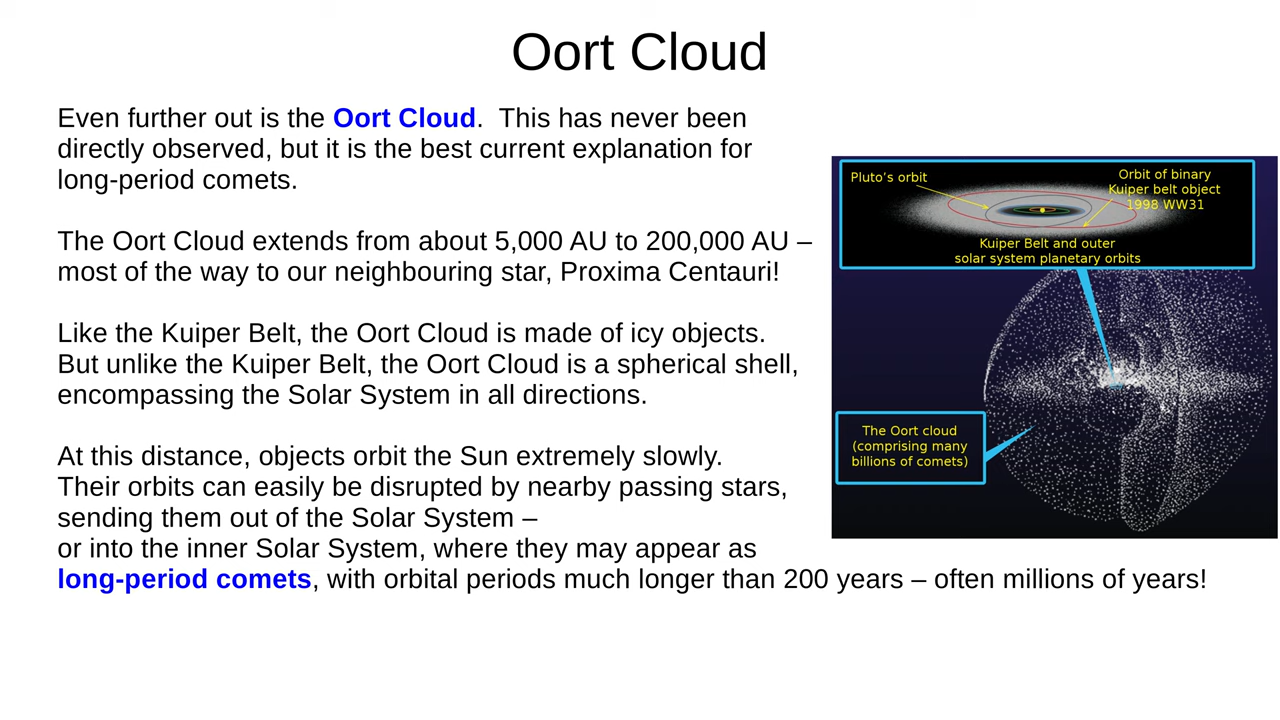 Oort Cloud
Even further out is the Oort Cloud.  This has never been
directly observed, but it is the best current explanation for
long-period comets.
The Oort Cloud extends from about 5,000 AU to 200,000 AU –
most of the way to our neighbouring star, Proxima Centauri!
Like the Kuiper Belt, the Oort Cloud is made of icy objects.
But unlike the Kuiper Belt, the Oort Cloud is a spherical shell,
encompassing the Solar System in all directions.
At this distance, objects orbit the Sun extremely slowly.
Their orbits can easily be disrupted by nearby passing stars,
sending them out of the Solar System –
or into the inner Solar System, where they may appear as
long-period comets, with orbital periods much longer than 200 years – often millions of years!
Pluto’s orbit
Orbit of binary
Kuiper belt object
1998 WW31
Kuiper Belt and outer
solar system planetary orbits
The Oort cloud
(comprising many
billions of comets)